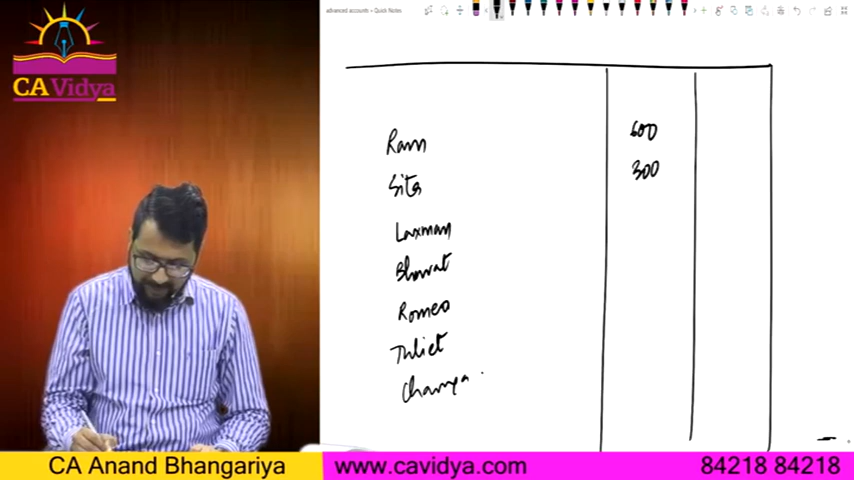 CA Vidya
advanced accounts - Quick Notes
Ram 600
Sita 300
Laxman
Bharat
Romeo
Juliet
Champa
CA Anand Bhangariya www.cavidya.com 84218 84218